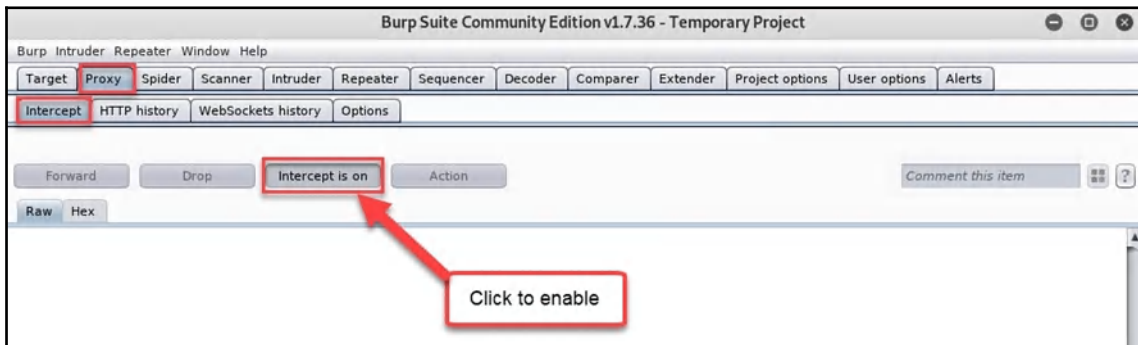 Burp Suite Community Edition v1.7.36 - Temporary Project
Burp Intruder Repeater Window Help
Target Proxy Spider Scanner Intruder Repeater Sequencer Decoder Comparer Extender Project options User options Alerts
Intercept HTTP history WebSockets history Options
Forward Drop Intercept is on Action Comment this item ?
Raw Hex
Click to enable